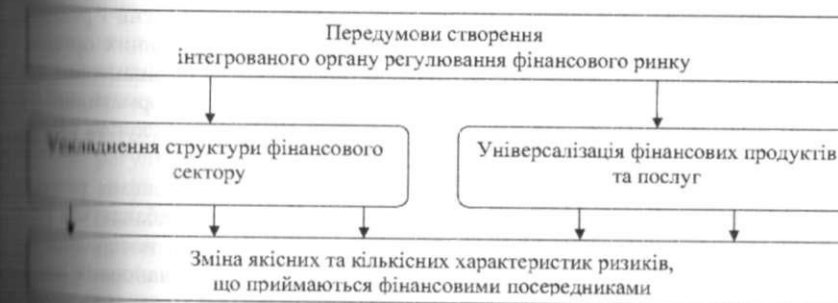 Передумови створення
інтегрованого органу регулювання фінансового ринку
Ускладнення структури фінансового
сектору
Універсалізація фінансових продуктів
та послуг
Зміна якісних та кількісних характеристик ризиків,
що приймаються фінансовими посередниками